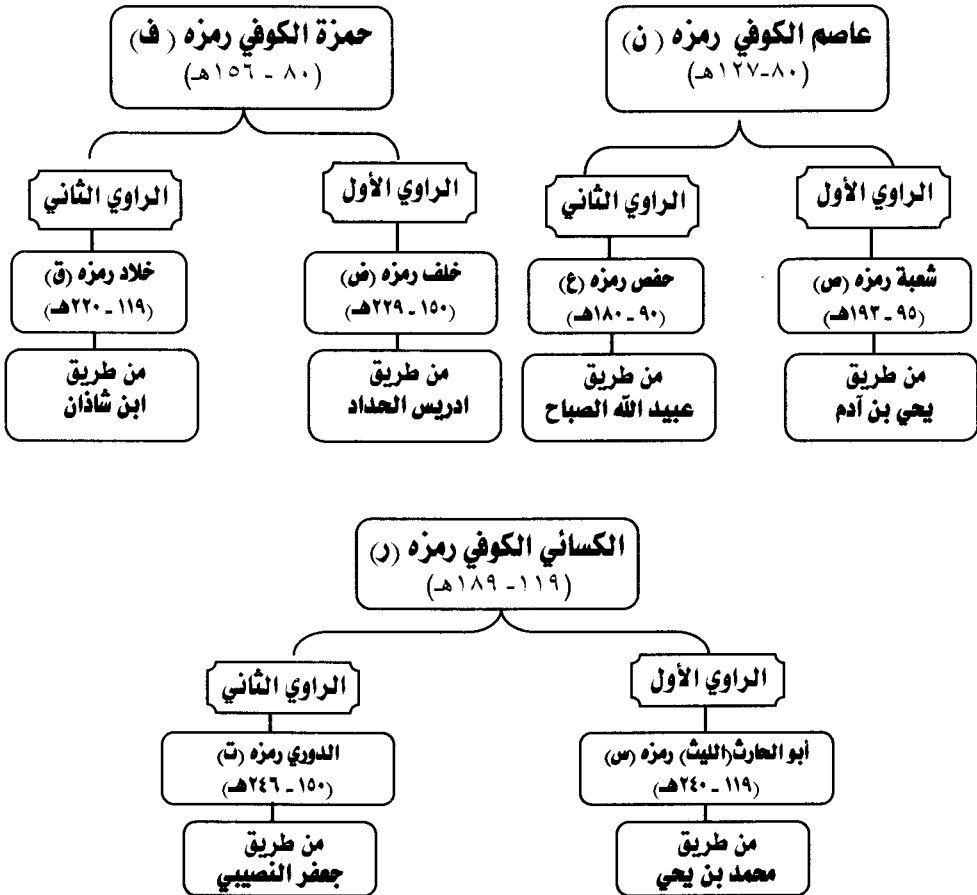 عاصم الكوفي رمزه ( ن)
(٨٠-١٢٧هـ)
الراوي الأول
شعبة رمزه (ص)
(٩٥ - ١٩٣هـ)
من طريق
يحي بن آدم
الراوي الثاني
حفص رمزه (ع)
(٩٠ - ١٨٠هـ)
من طريق
عبيد الله الصباح
حمزة الكوفي رمزه ( ف)
(٨٠ - ١٥٦هـ)
الراوي الأول
خلف رمزه (ض)
(١٥٠ - ٢٢٩هـ)
من طريق
ادريس الحداد
الراوي الثاني
خلاد رمزه (ق)
(١١٩ - ٢٢٠هـ)
من طريق
ابن شاذان
الكسائي الكوفي رمزه (ر)
(١١٩ - ١٨٩هـ)
الراوي الأول
أبو الحارث(الليث) رمزه (س)
(١١٩ - ٢٤٠هـ)
من طريق
محمد بن يحي
الراوي الثاني
الدوري رمزه (ت)
(١٥٠ - ٢٤٦هـ)
من طريق
جعفر النصيبي